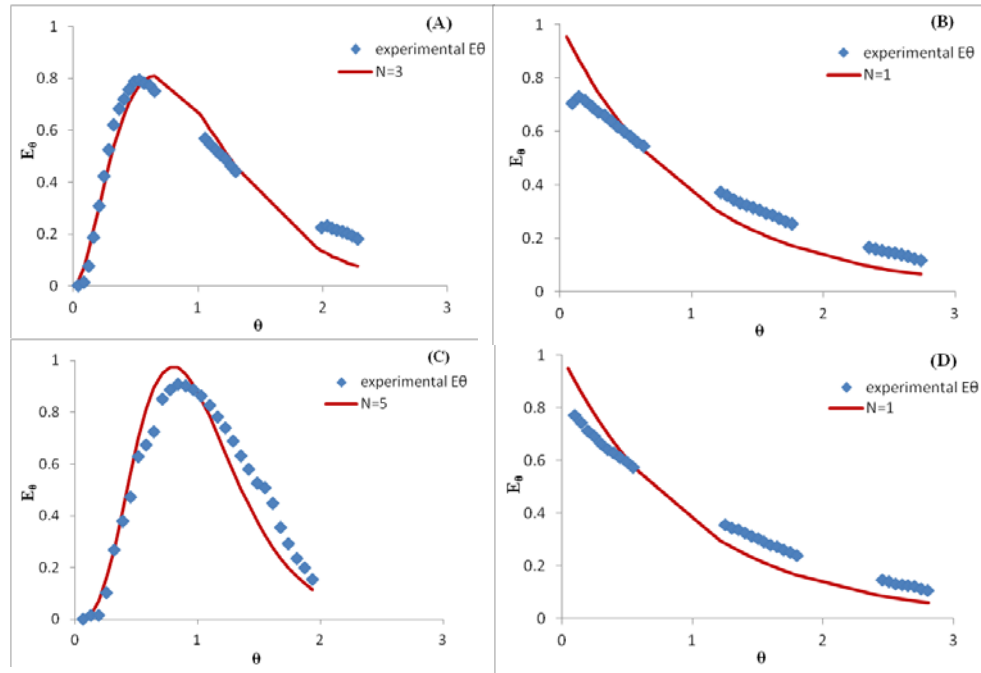 (A)
experimental Eθ
N=3
1
0.8
0.6
0.4
0.2
0
Eθ
0
1
2
3
θ
(B)
experimental Eθ
N=1
1
0.8
0.6
0.4
0.2
0
Eθ
0
1
2
3
θ
(C)
experimental Eθ
N=5
1
0.8
0.6
0.4
0.2
0
Eθ
0
1
2
3
θ
(D)
experimental Eθ
N=1
1
0.8
0.6
0.4
0.2
0
Eθ
0
1
2
3
θ